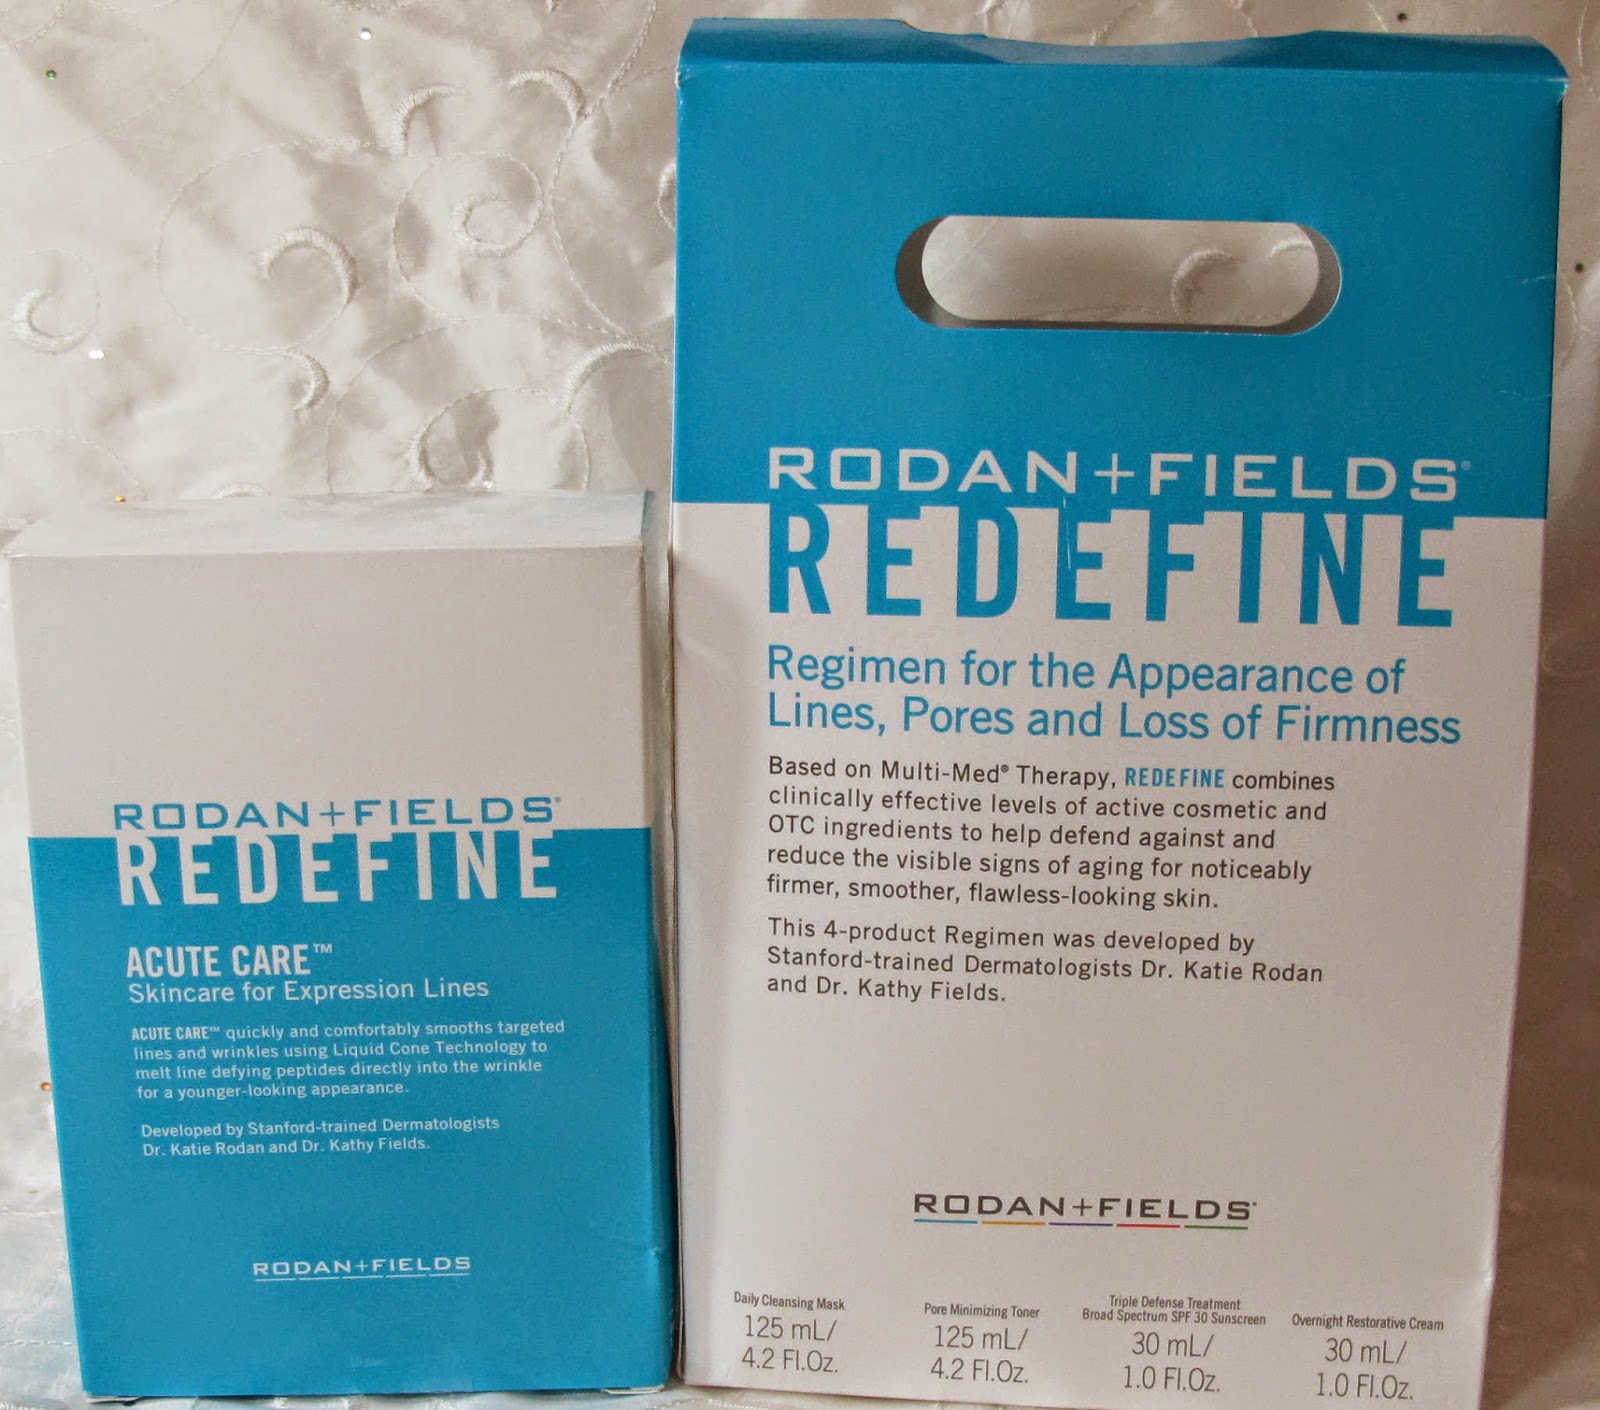 RODAN+FIELDS®
REDEFINE
ACUTE CARE™
Skincare for Expression Lines
ACUTE CARE™ quickly and comfortably smooths targeted
lines and wrinkles using Liquid Cone Technology to
melt line defying peptides directly into the wrinkle
for a younger-looking appearance.
Developed by Stanford-trained Dermatologists
Dr. Katie Rodan and Dr. Kathy Fields.
RODAN+FIELDS
RODAN+FIELDS®
REDEFINE
Regimen for the Appearance of
Lines, Pores and Loss of Firmness
Based on Multi-Med® Therapy, REDEFINE combines
clinically effective levels of active cosmetic and
OTC ingredients to help defend against and
reduce the visible signs of aging for noticeably
firmer, smoother, flawless-looking skin.
This 4-product Regimen was developed by
Stanford-trained Dermatologists Dr. Katie Rodan
and Dr. Kathy Fields.
RODAN+FIELDS®
Daily Cleansing Mask
125 mL/
4.2 Fl.Oz.
Pore Minimizing Toner
125 mL/
4.2 Fl.Oz.
Triple Defense Treatment
Broad Spectrum SPF 30 Sunscreen
30 mL/
1.0 Fl.Oz.
Overnight Restorative Cream
30 mL/
1.0 Fl.Oz.